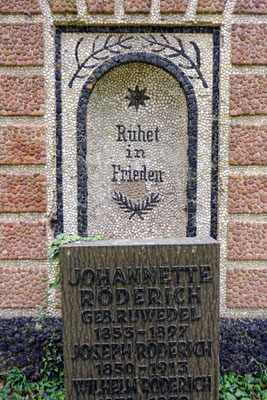 Ruhet
in
Frieden
JOHANNETTE
RÖDERICH
GEB. RUWEDEL
1853-1897
JOSEPH RÖDERICH
1850-1913
WILHELM RÖDERICH